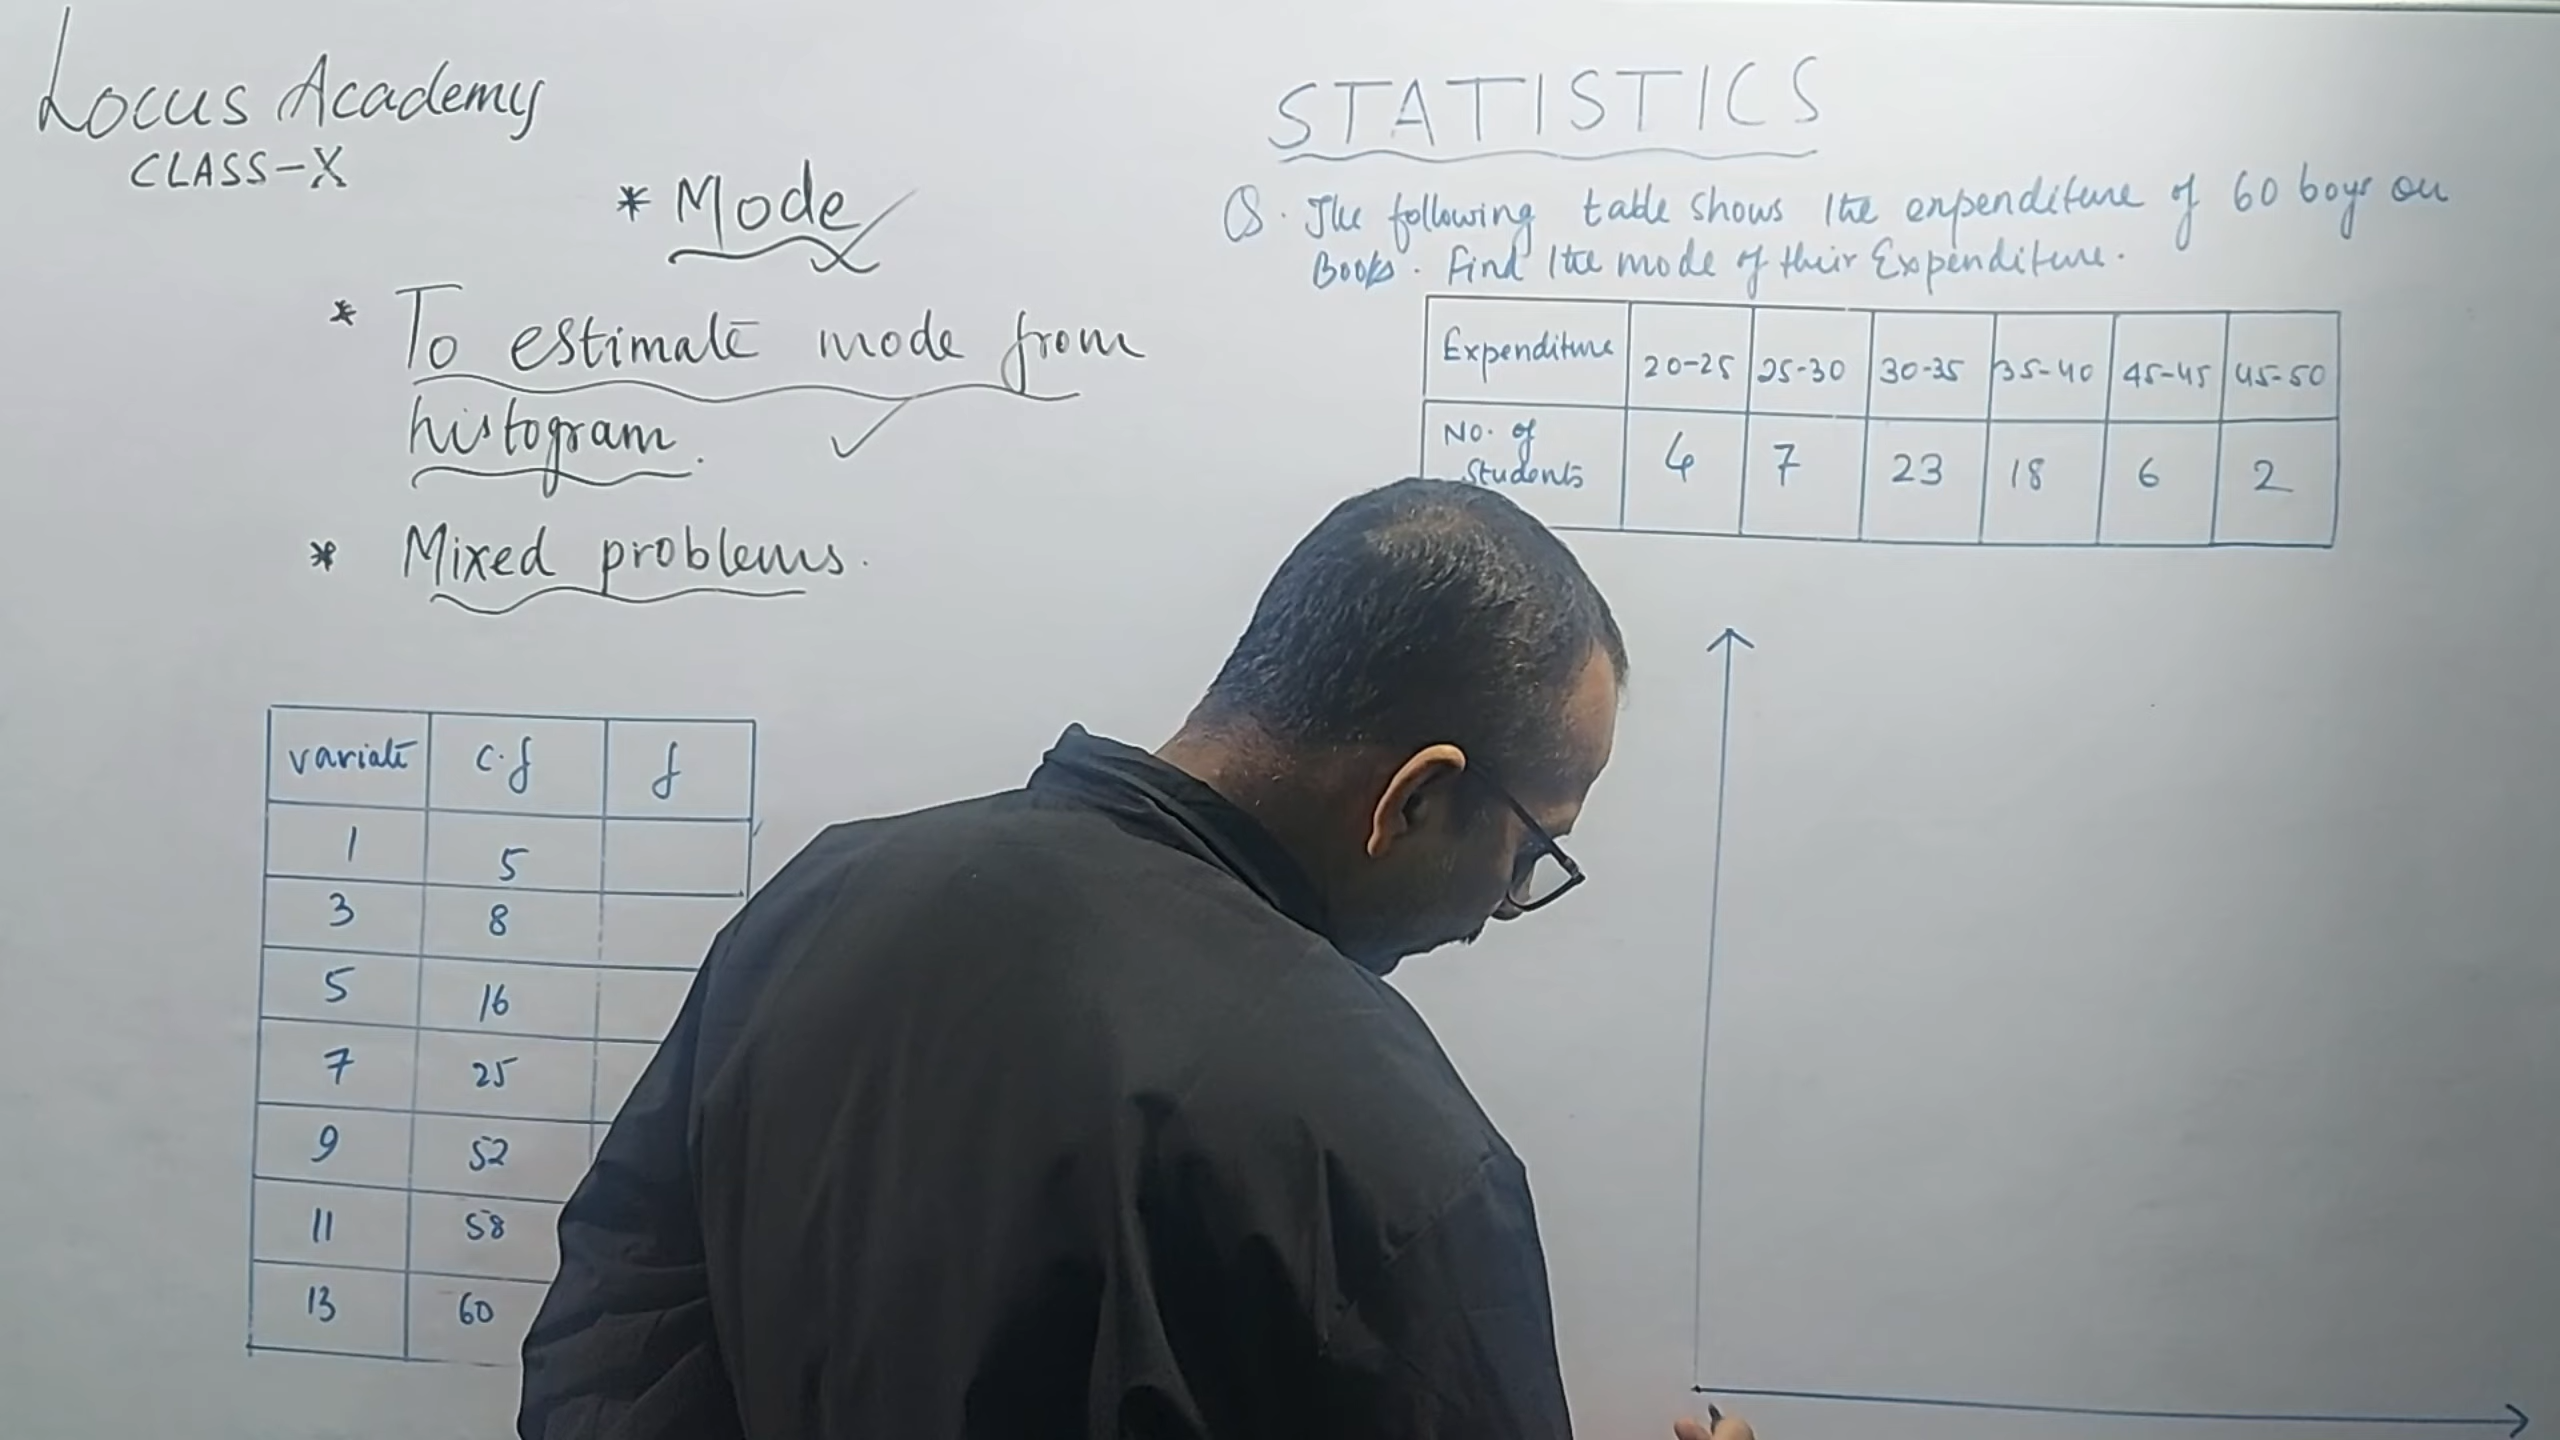 Locus Academy
CLASS-X
* Mode
* To estimate mode from
histogram.
* Mixed problems.
variate c.f f
1 5
3 8
5 16
7 25
9 52
11 58
13 60
STATISTICS
Q. The following table shows the expenditure of 60 boys on
Books. Find the mode of their Expenditure.
Expenditure 20-25 25-30 30-35 35-40 45-45 45-50
No. of
Students 4 7 23 18 6 2